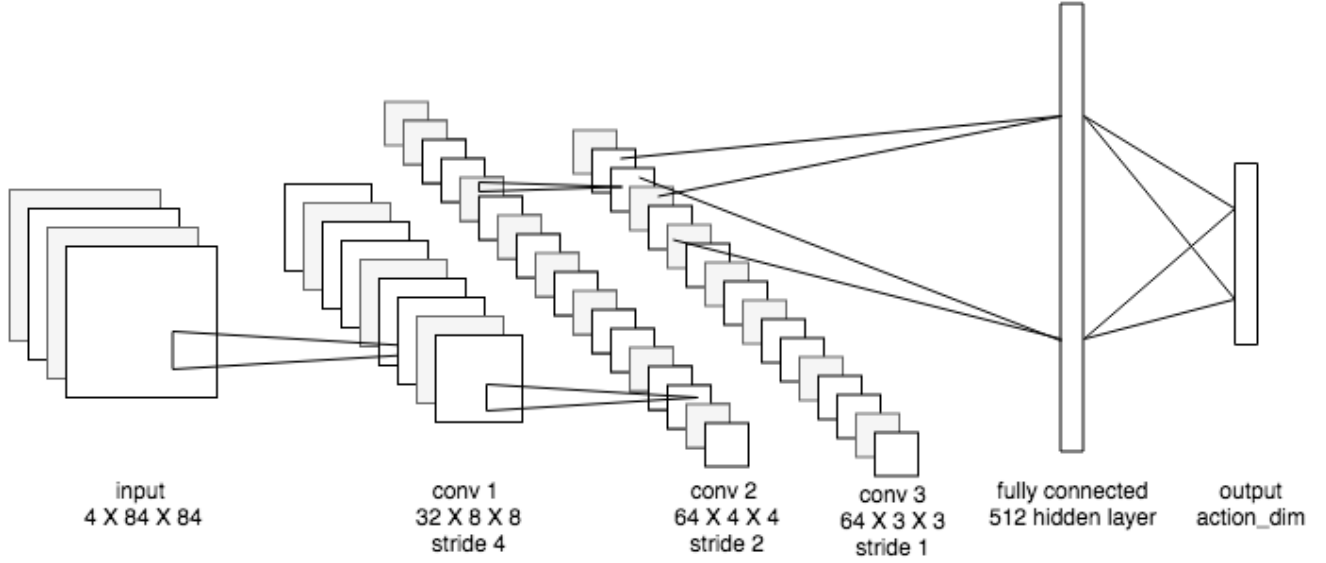 input
4 X 84 X 84
conv 1
32 X 8 X 8
stride 4
conv 2
64 X 4 X 4
stride 2
conv 3
64 X 3 X 3
stride 1
fully connected
512 hidden layer
output
action_dim